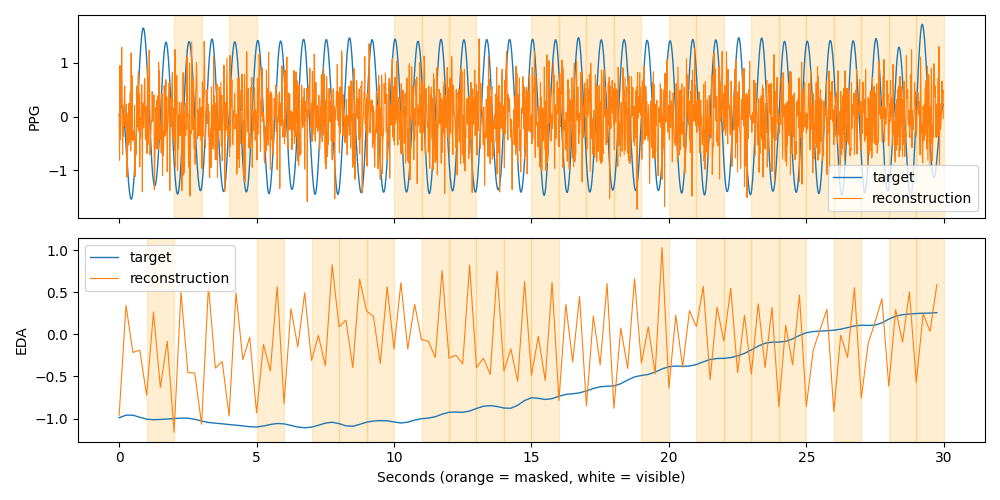 PPG
1
0
−1
target
reconstruction
EDA
1.0
0.5
0.0
−0.5
−1.0
target
reconstruction
0
5
10
15
20
25
30
Seconds (orange = masked, white = visible)